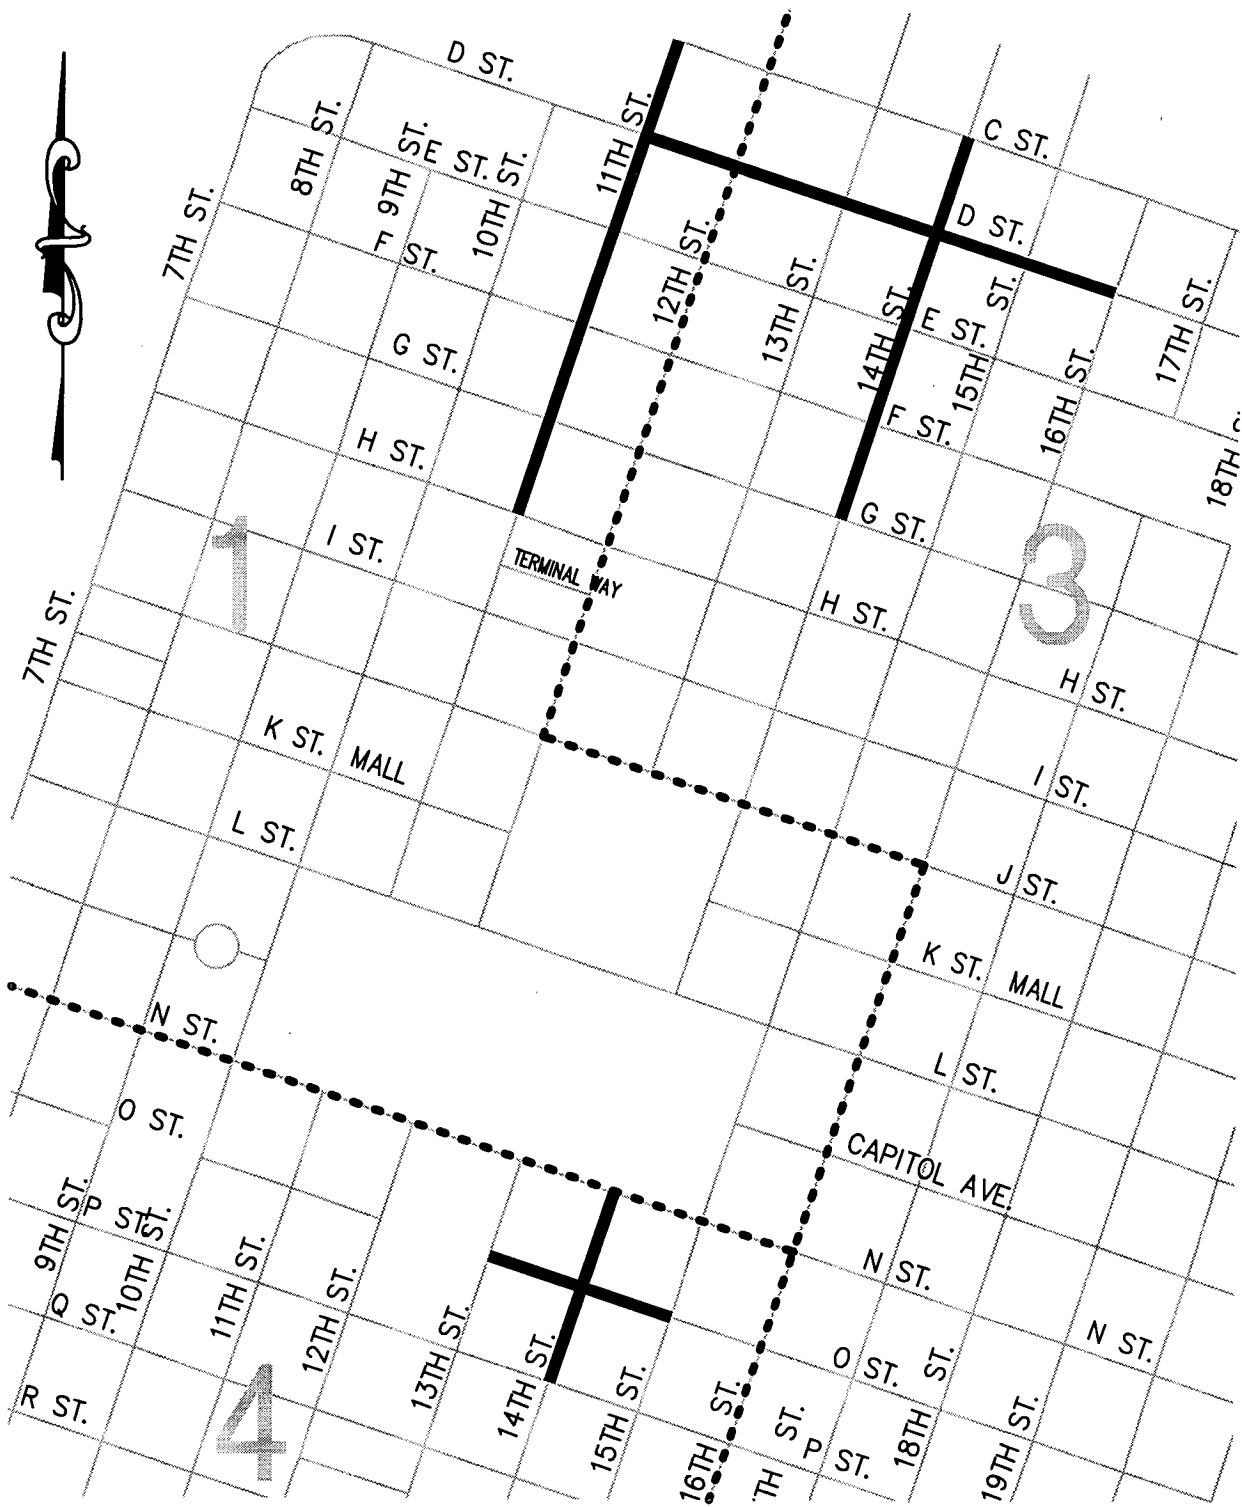 D ST.
C ST.
8TH ST.
9TH ST.
E ST.
10TH ST.
11TH ST.
7TH ST.
F ST.
12TH ST.
D ST.
13TH ST.
14TH ST.
E ST.
15TH ST.
16TH ST.
17TH ST.
18TH
G ST.
F ST.
H ST.
G ST.
I ST.
TERMINAL WAY
1
3
H ST.
7TH ST.
H ST.
K ST. MALL
I ST.
L ST.
J ST.
K ST. MALL
N ST.
L ST.
O ST.
CAPITOL AVE.
9TH ST.
P ST.
10TH ST.
11TH ST.
12TH ST.
13TH ST.
14TH ST.
15TH ST.
16TH ST.
N ST.
N ST.
Q ST.
O ST.
R ST.
4
TH ST.
P ST.
18TH ST.
19TH ST.